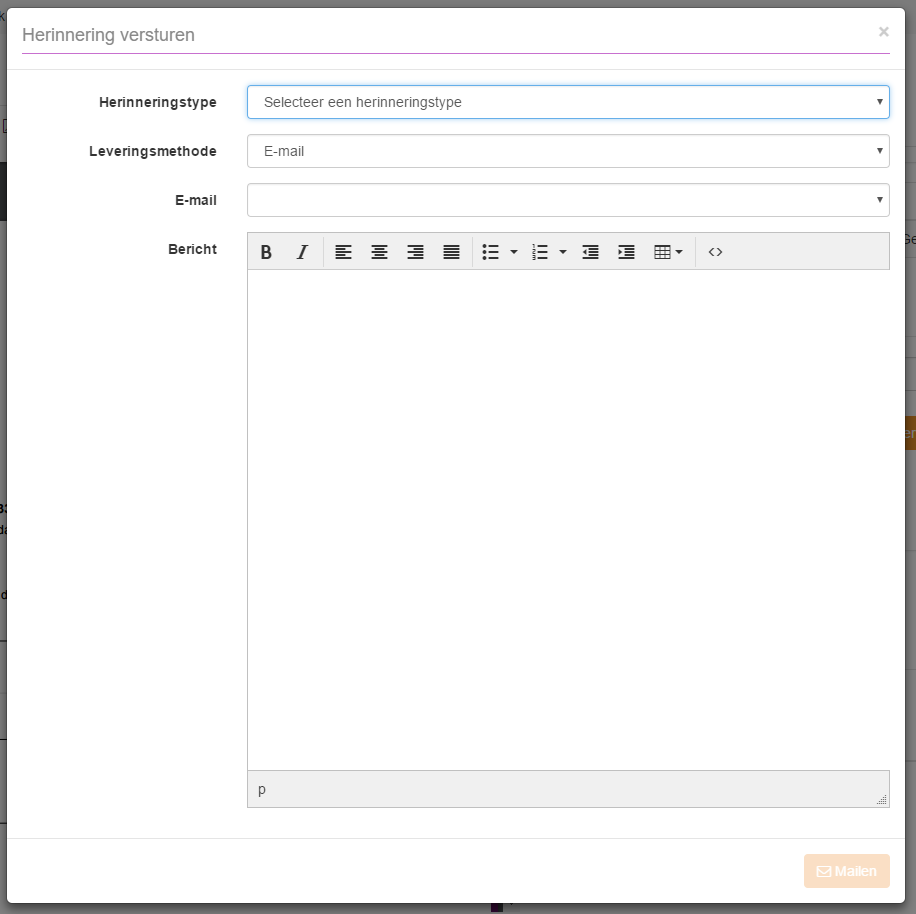 Herinnering versturen
×
Herinneringstype
Selecteer een herinneringstype
Leveringsmethode
E-mail
E-mail
Bericht
B I
p
Mailen